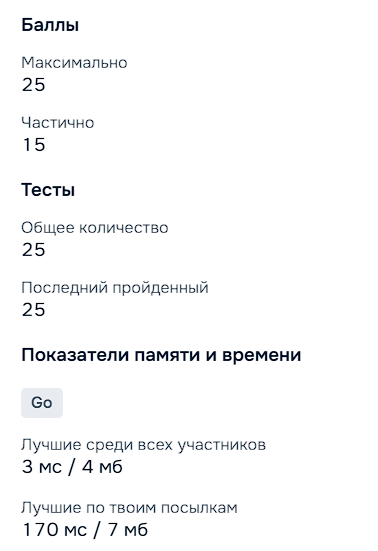 Баллы
Максимально
25
Частично
15
Тесты
Общее количество
25
Последний пройденный
25
Показатели памяти и времени
Go
Лучшие среди всех участников
3 мс / 4 мб
Лучшие по твоим посылкам
170 мс / 7 мб